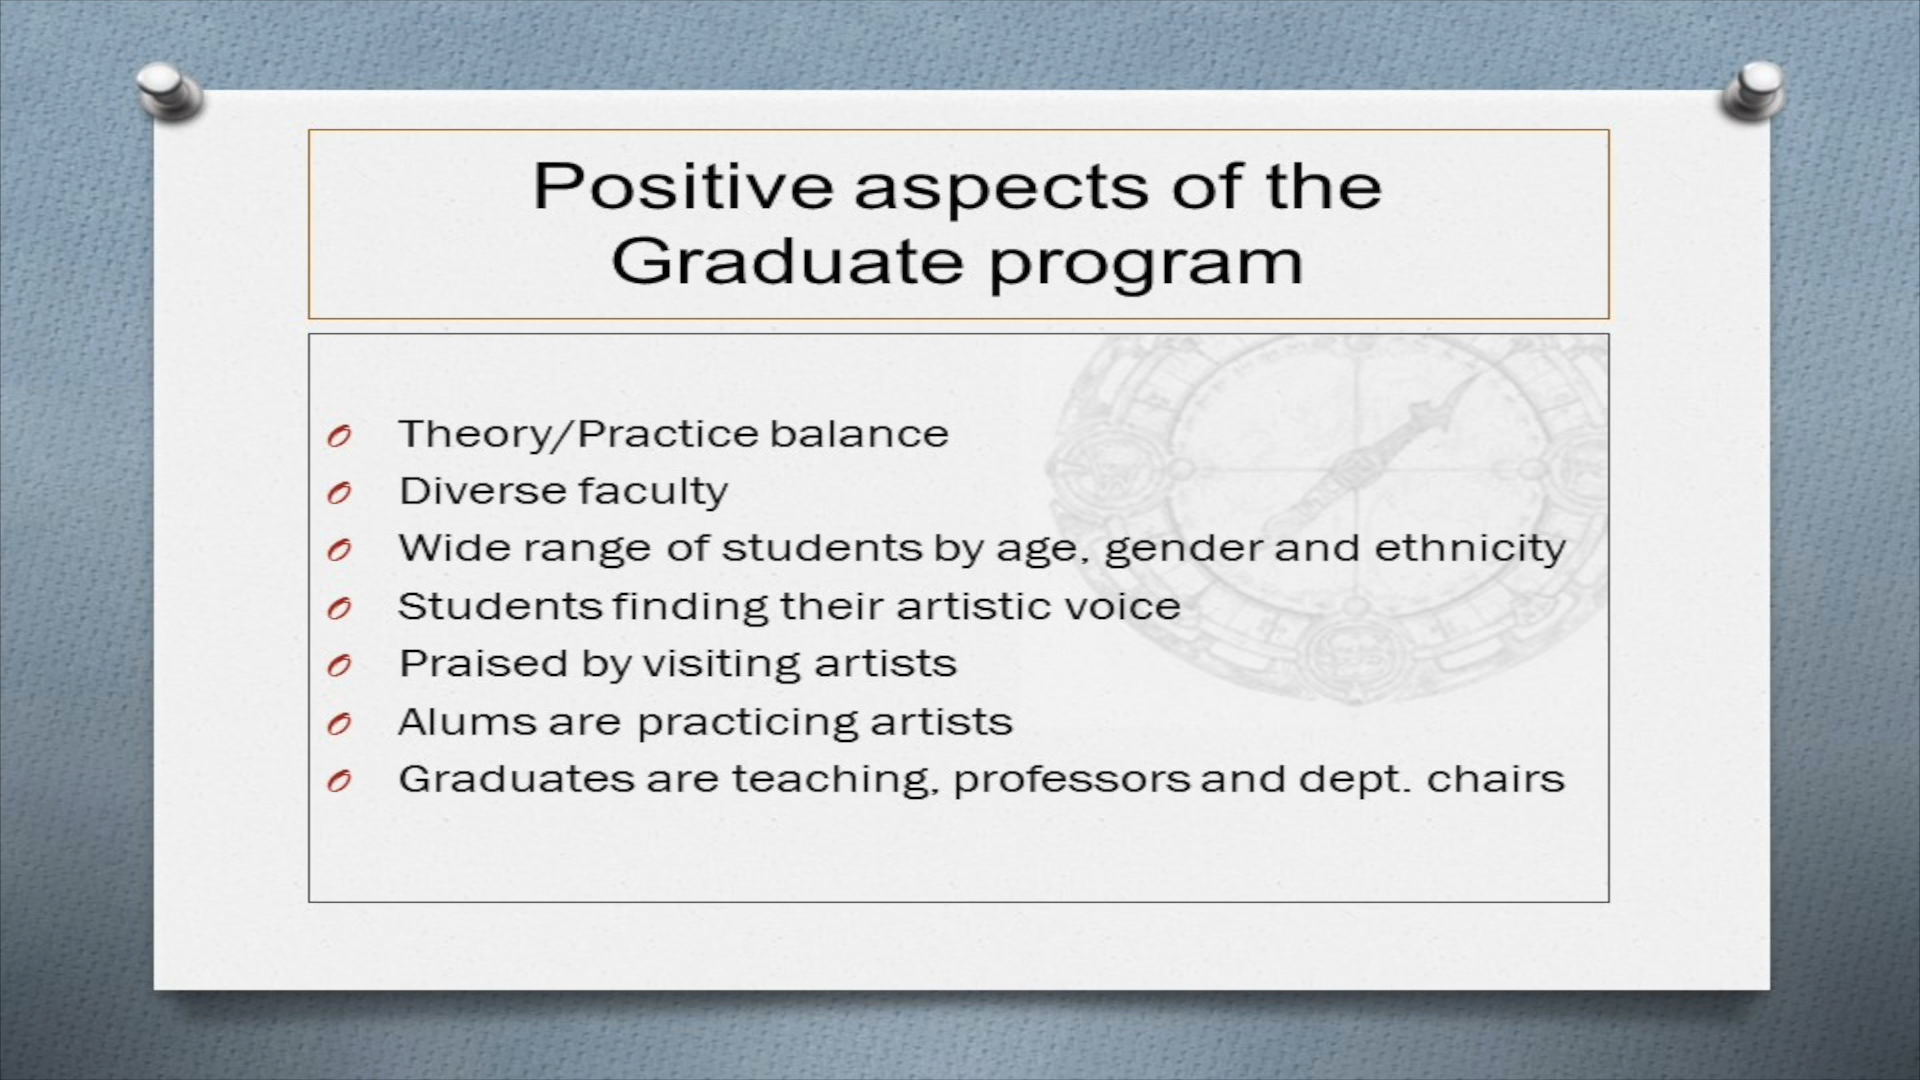 Positive aspects of the
Graduate program
Theory/Practice balance
Diverse faculty
Wide range of students by age, gender and ethnicity
Students finding their artistic voice
Praised by visiting artists
Alums are practicing artists
Graduates are teaching, professors and dept. chairs